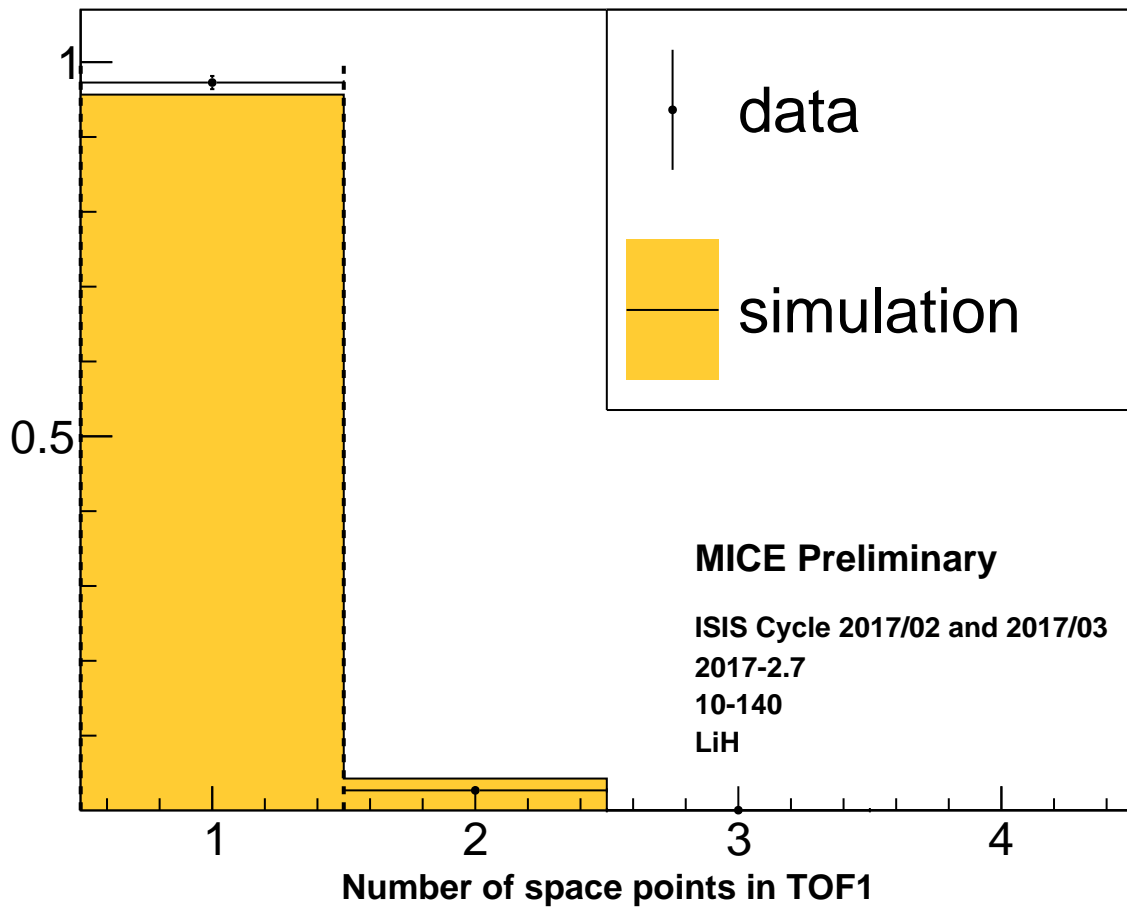 1
0.5
data
simulation
MICE Preliminary
ISIS Cycle 2017/02 and 2017/03
2017-2.7
10-140
LiH
1 2 3 4
Number of space points in TOF1